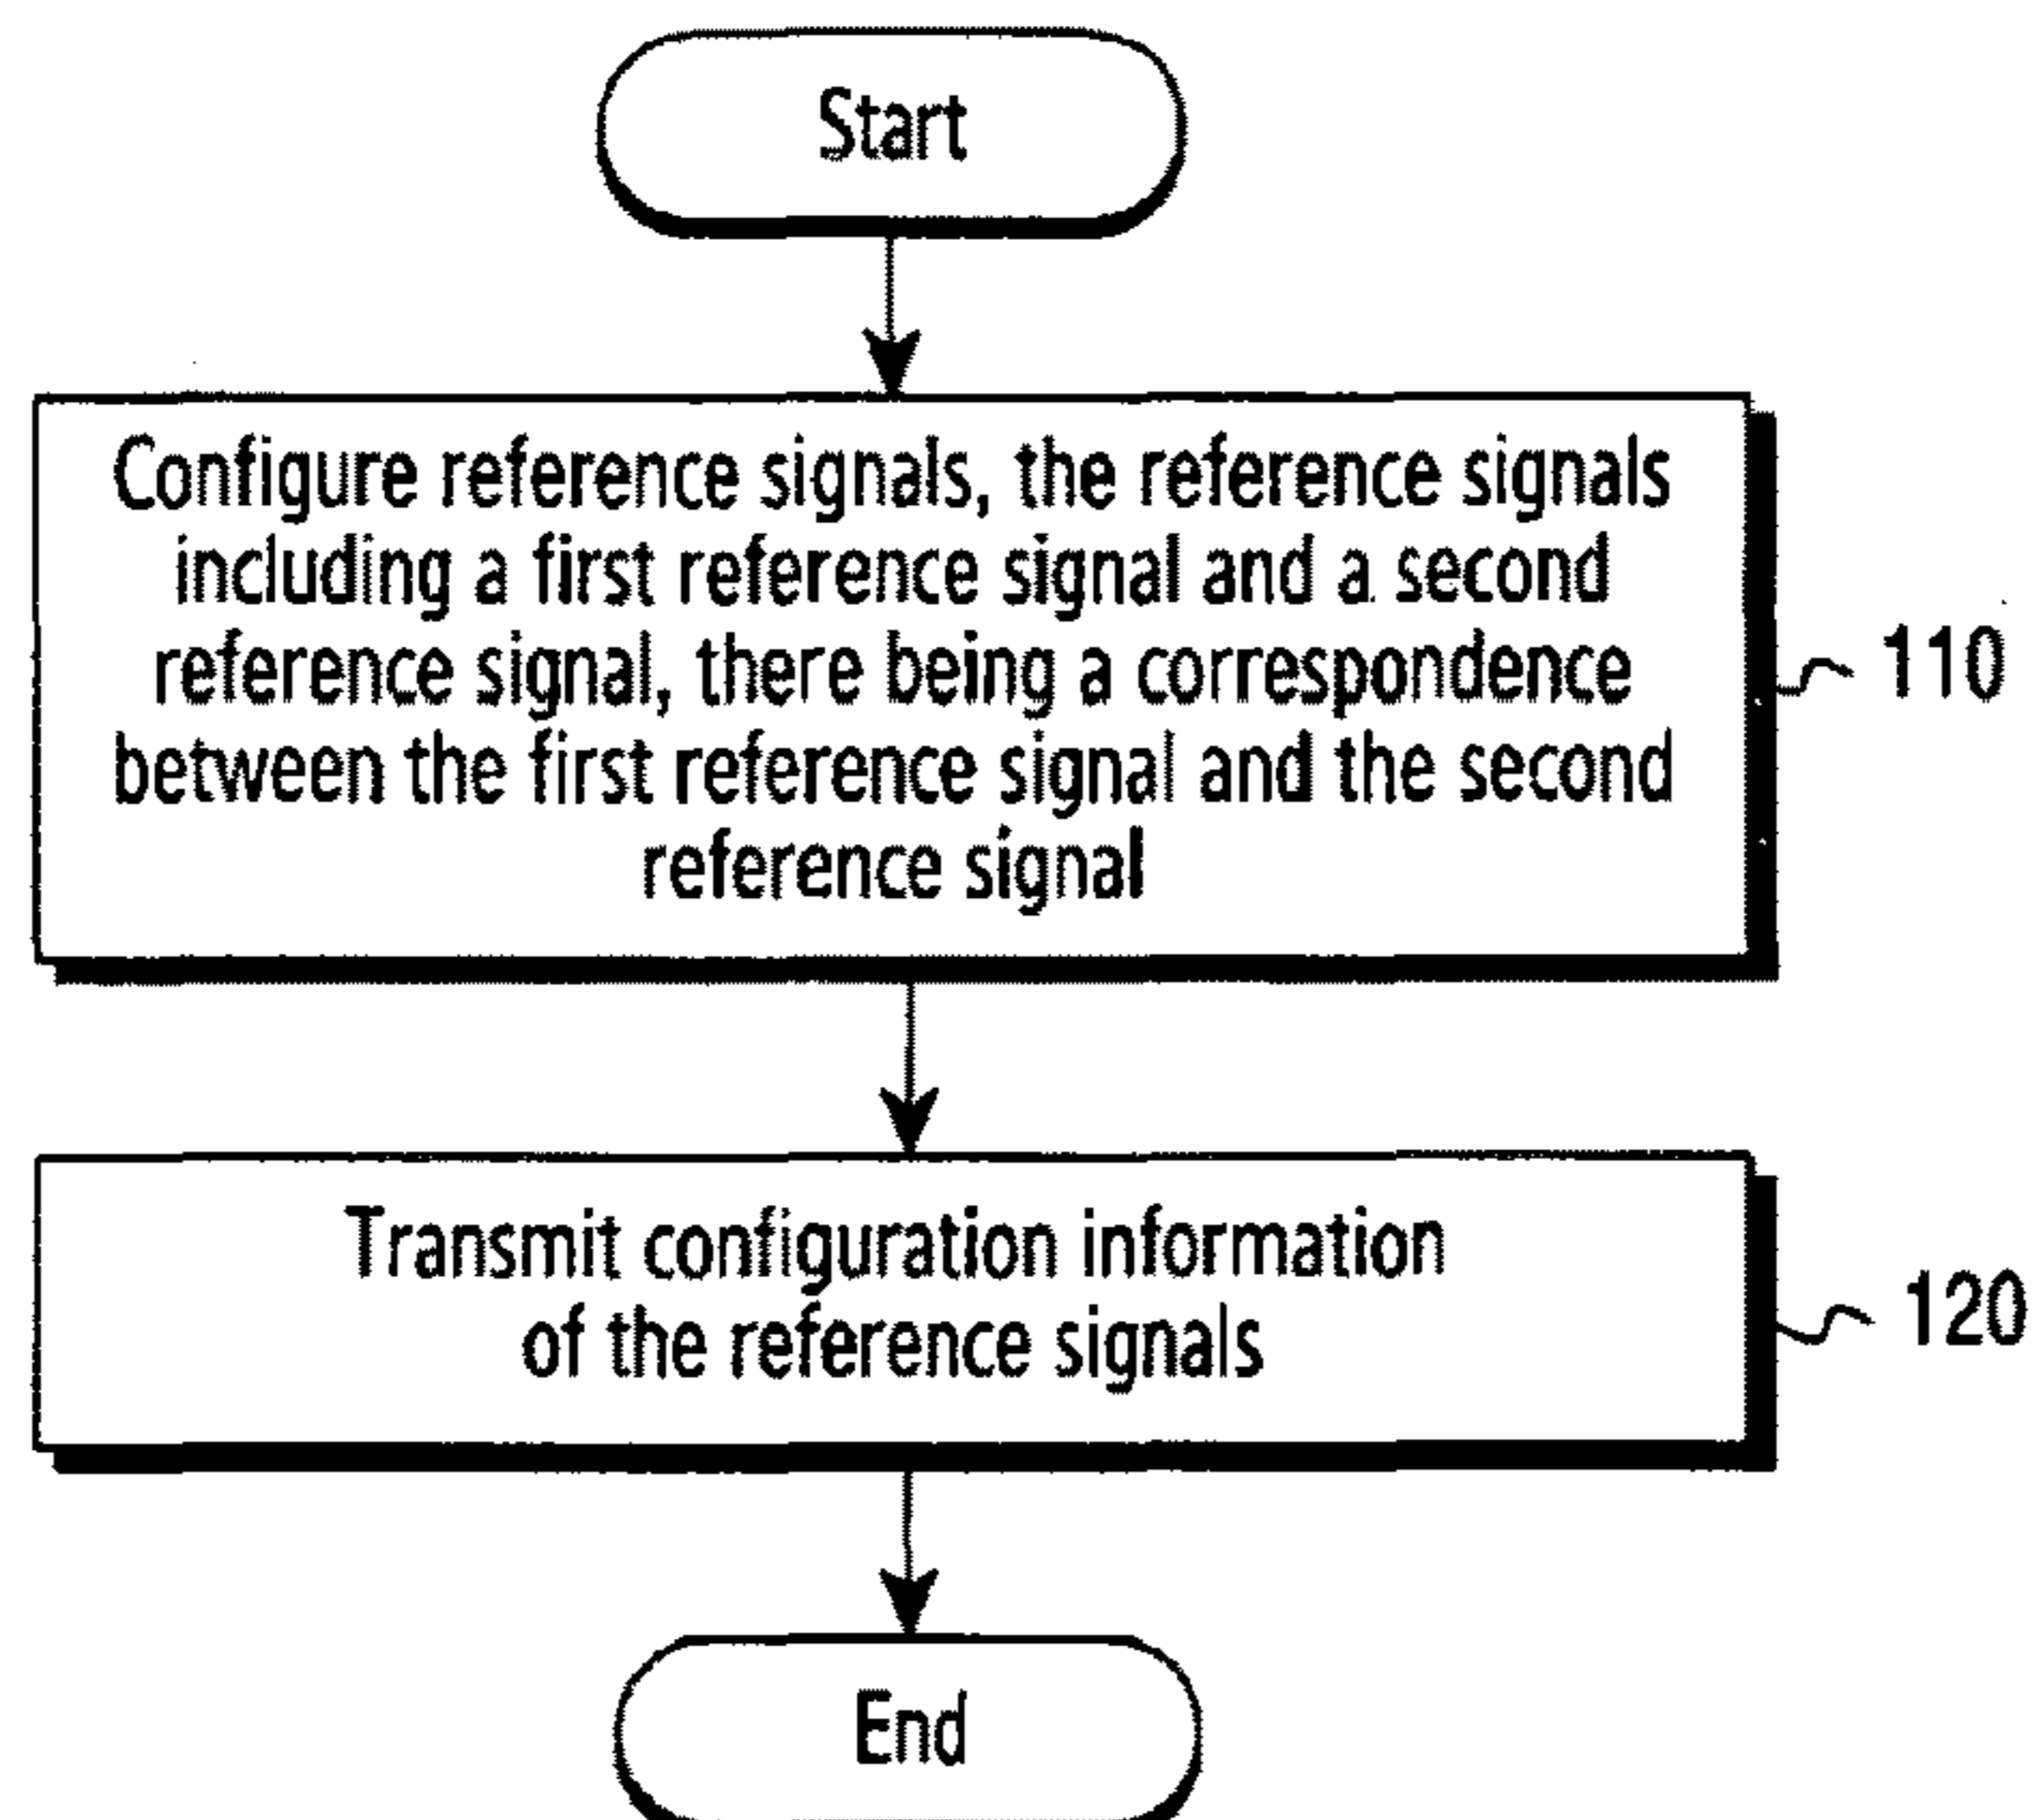 Start
Configure reference signals, the reference signals
including a first reference signal and a second
reference signal, there being a correspondence
between the first reference signal and the second
reference signal
110
Transmit configuration information
of the reference signals
120
End